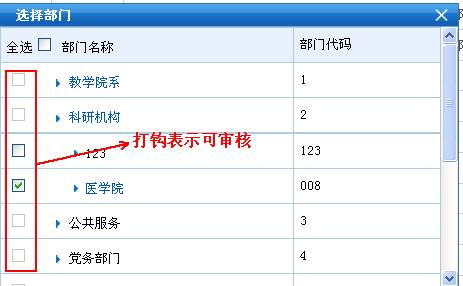 选择部门
全选 部门名称 部门代码
教学院系 1
科研机构 2
打钩表示可审核
123 123
医学院 008
公共服务 3
党务部门 4